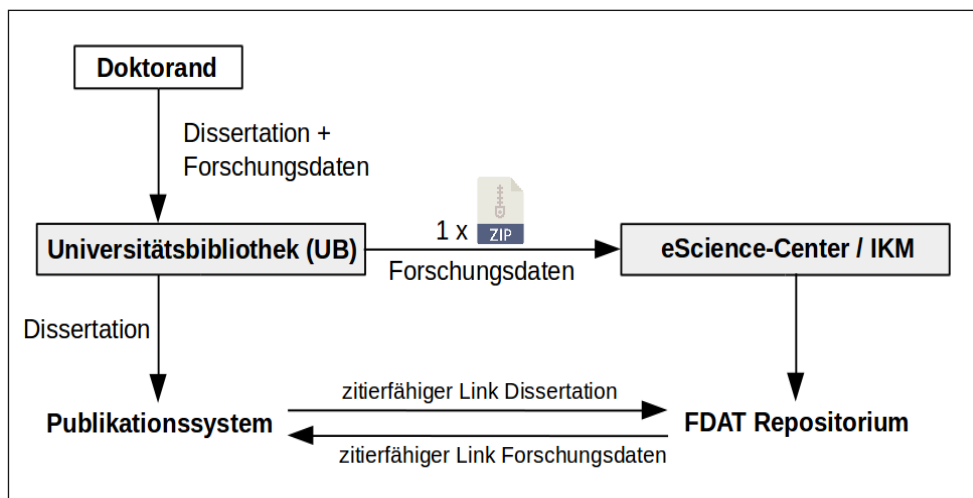 Doktorand
Dissertation +
Forschungsdaten
1 x
ZIP
Universitätsbibliothek (UB)
eScience-Center / IKM
Forschungsdaten
Dissertation
zitierfähiger Link Dissertation
Publikationssystem
FDAT Repositorium
zitierfähiger Link Forschungsdaten